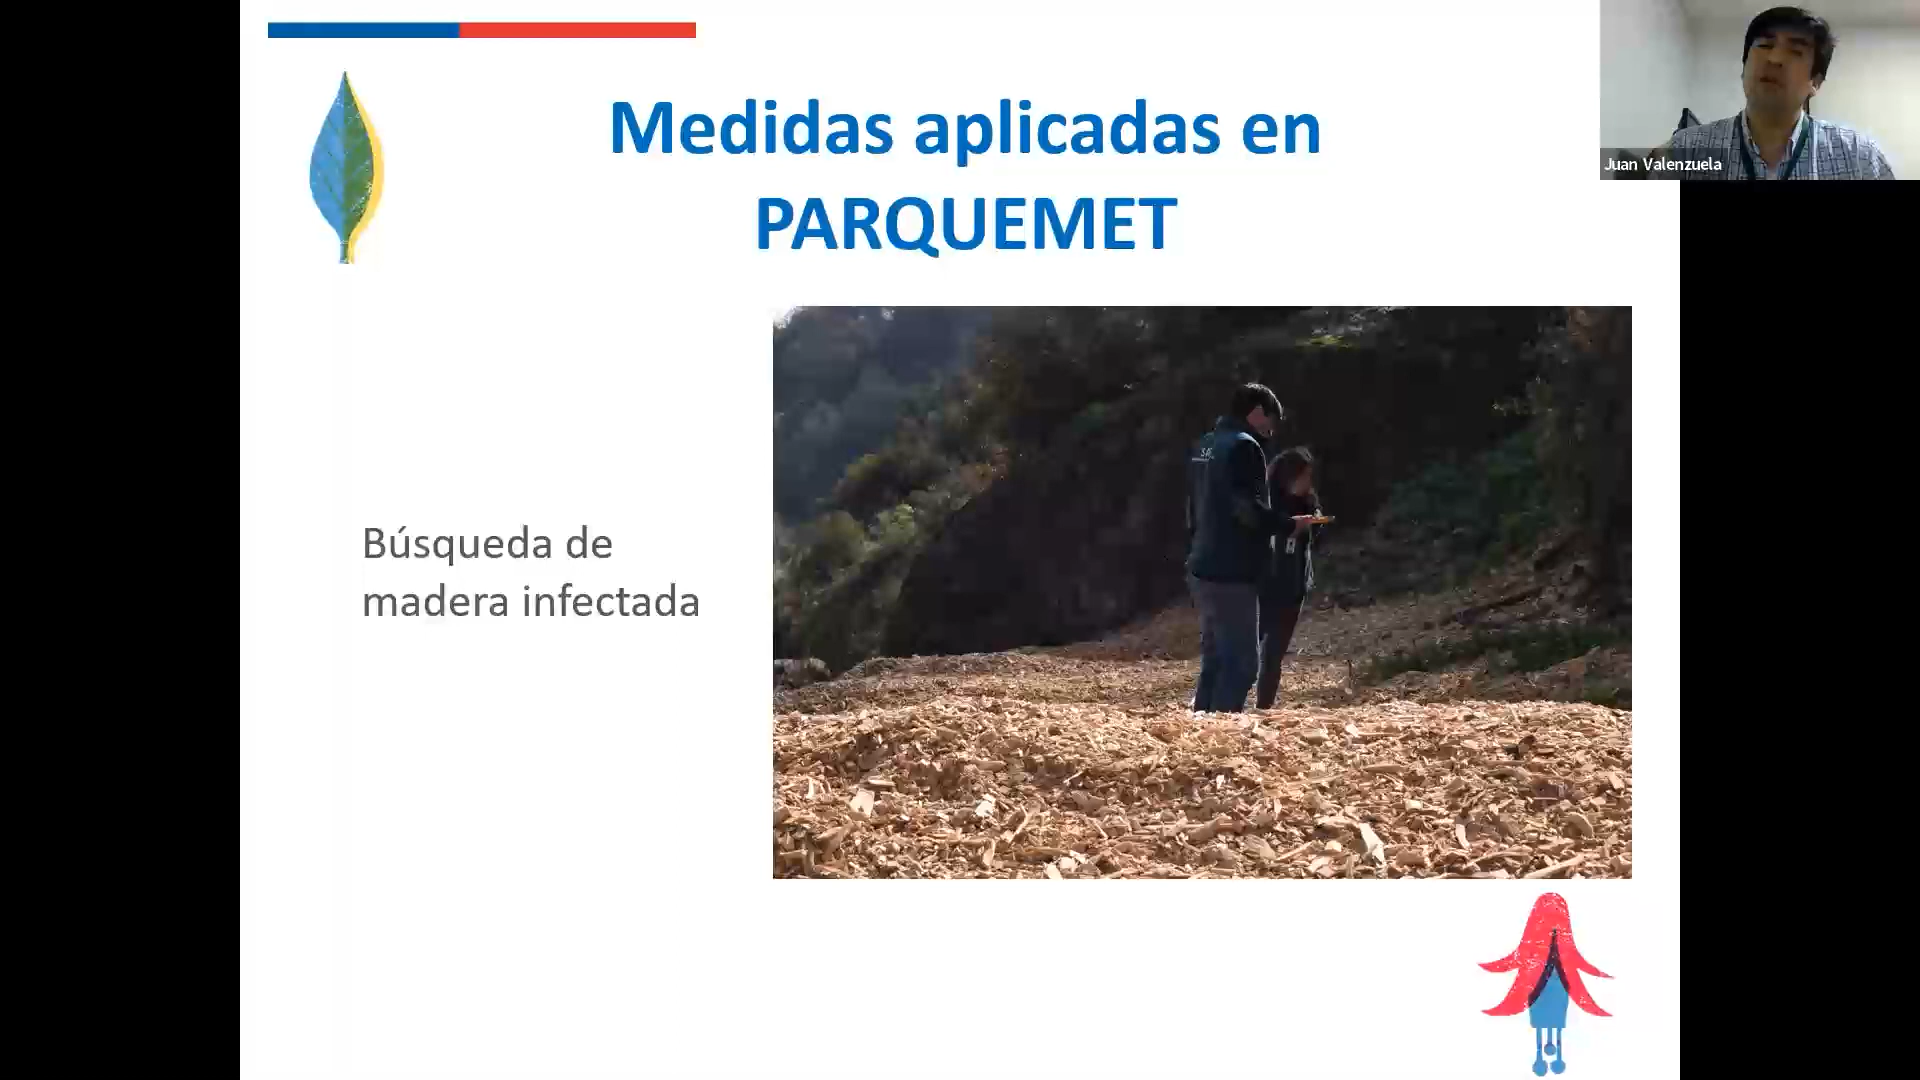 Medidas aplicadas en
PARQUEMET
Juan Valenzuela
Búsqueda de
madera infectada